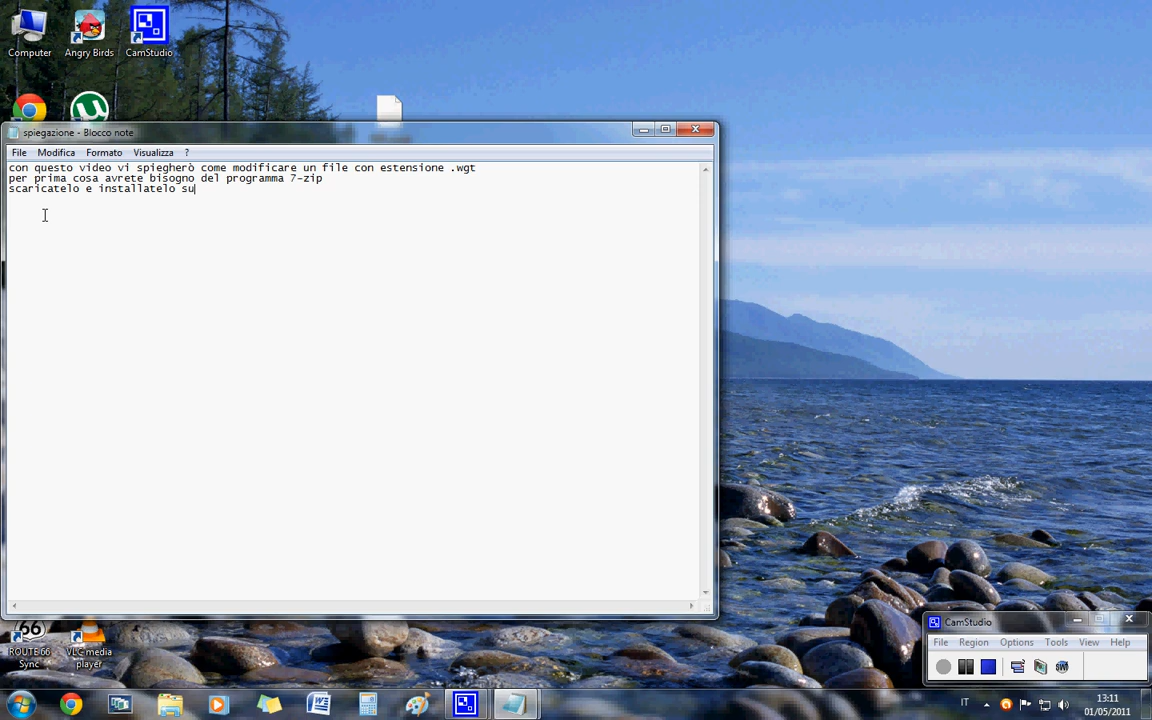 Computer
Angry Birds
CamStudio
spiegazione - Blocco note
File Modifica Formato Visualizza ?
con questo video vi spiegherò come modificare un file con estensione .wgt
per prima cosa avrete bisogno del programma 7-zip
scaricatelo e installatelo su
66
ROUTE 66
Sync
VLC media
player
CamStudio
File Region Options Tools View Help
IT
13:11
01/05/2011